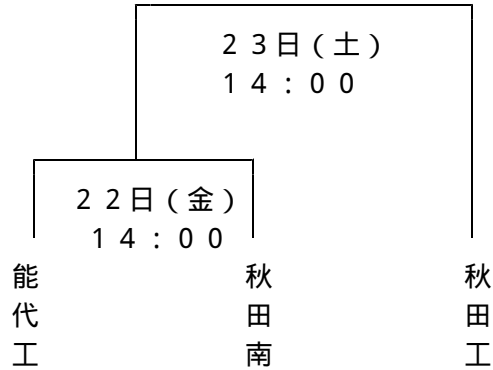 ２３日（土）
１４：００
２２日（金）
１４：００
能代工
秋田南
秋田工